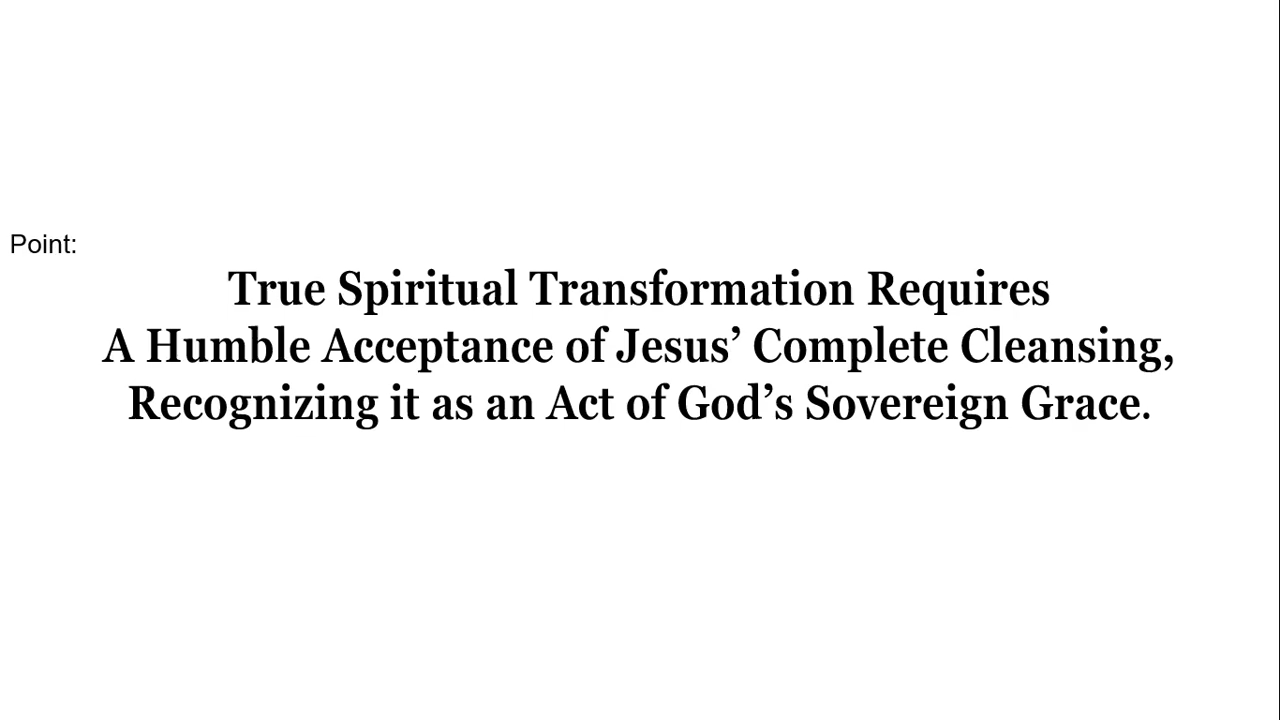 Point:
True Spiritual Transformation Requires
A Humble Acceptance of Jesus’ Complete Cleansing,
Recognizing it as an Act of God’s Sovereign Grace.